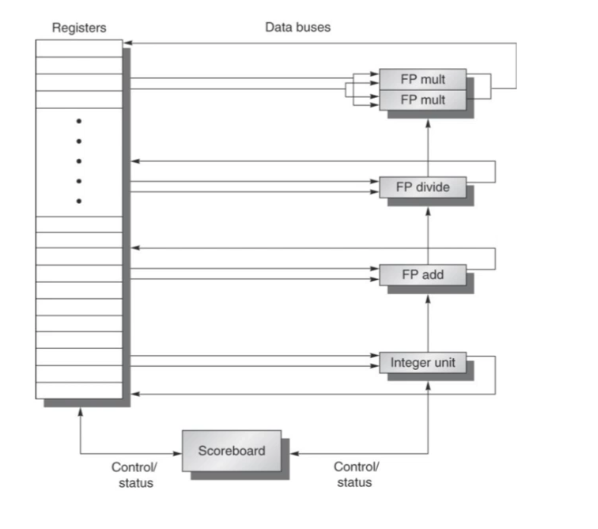 Registers
Data buses
FP mult
FP mult
FP divide
FP add
Integer unit
Scoreboard
Control/
status
Control/
status